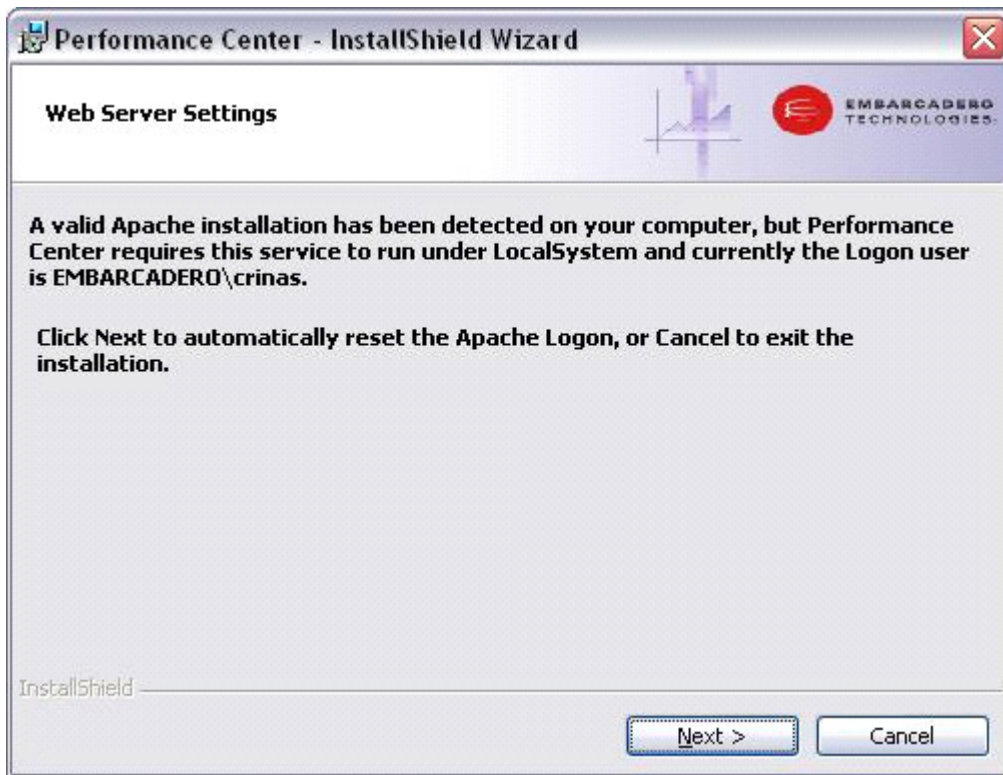 Performance Center - InstallShield Wizard
Web Server Settings
EMBARCADERO
TECHNOLOGIES
A valid Apache installation has been detected on your computer, but Performance
Center requires this service to run under LocalSystem and currently the Logon user
is EMBARCADERO\crinas.
Click Next to automatically reset the Apache Logon, or Cancel to exit the
installation.
InstallShield
Next >
Cancel